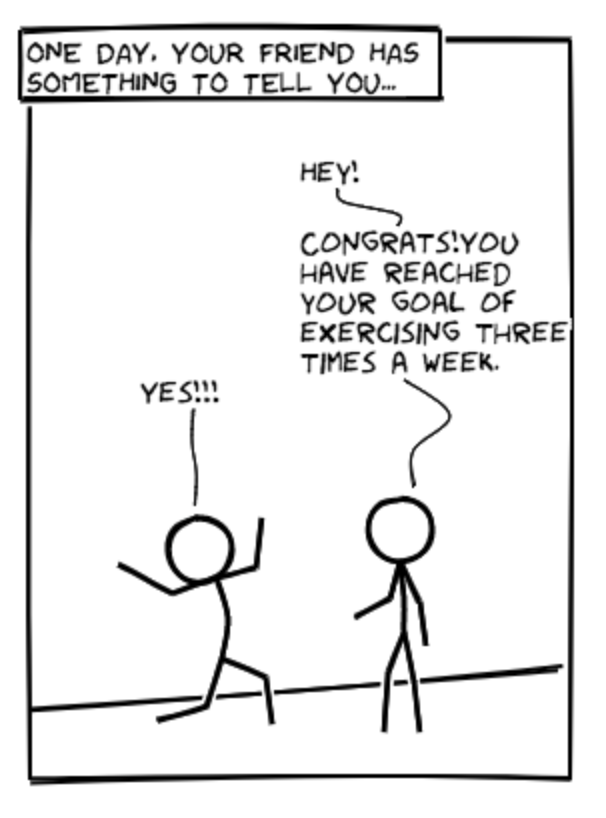 ONE DAY, YOUR FRIEND HAS
SOMETHING TO TELL YOU...
HEY!
CONGRATS!YOU
HAVE REACHED
YOUR GOAL OF
EXERCISING THREE
TIMES A WEEK.
YES!!!